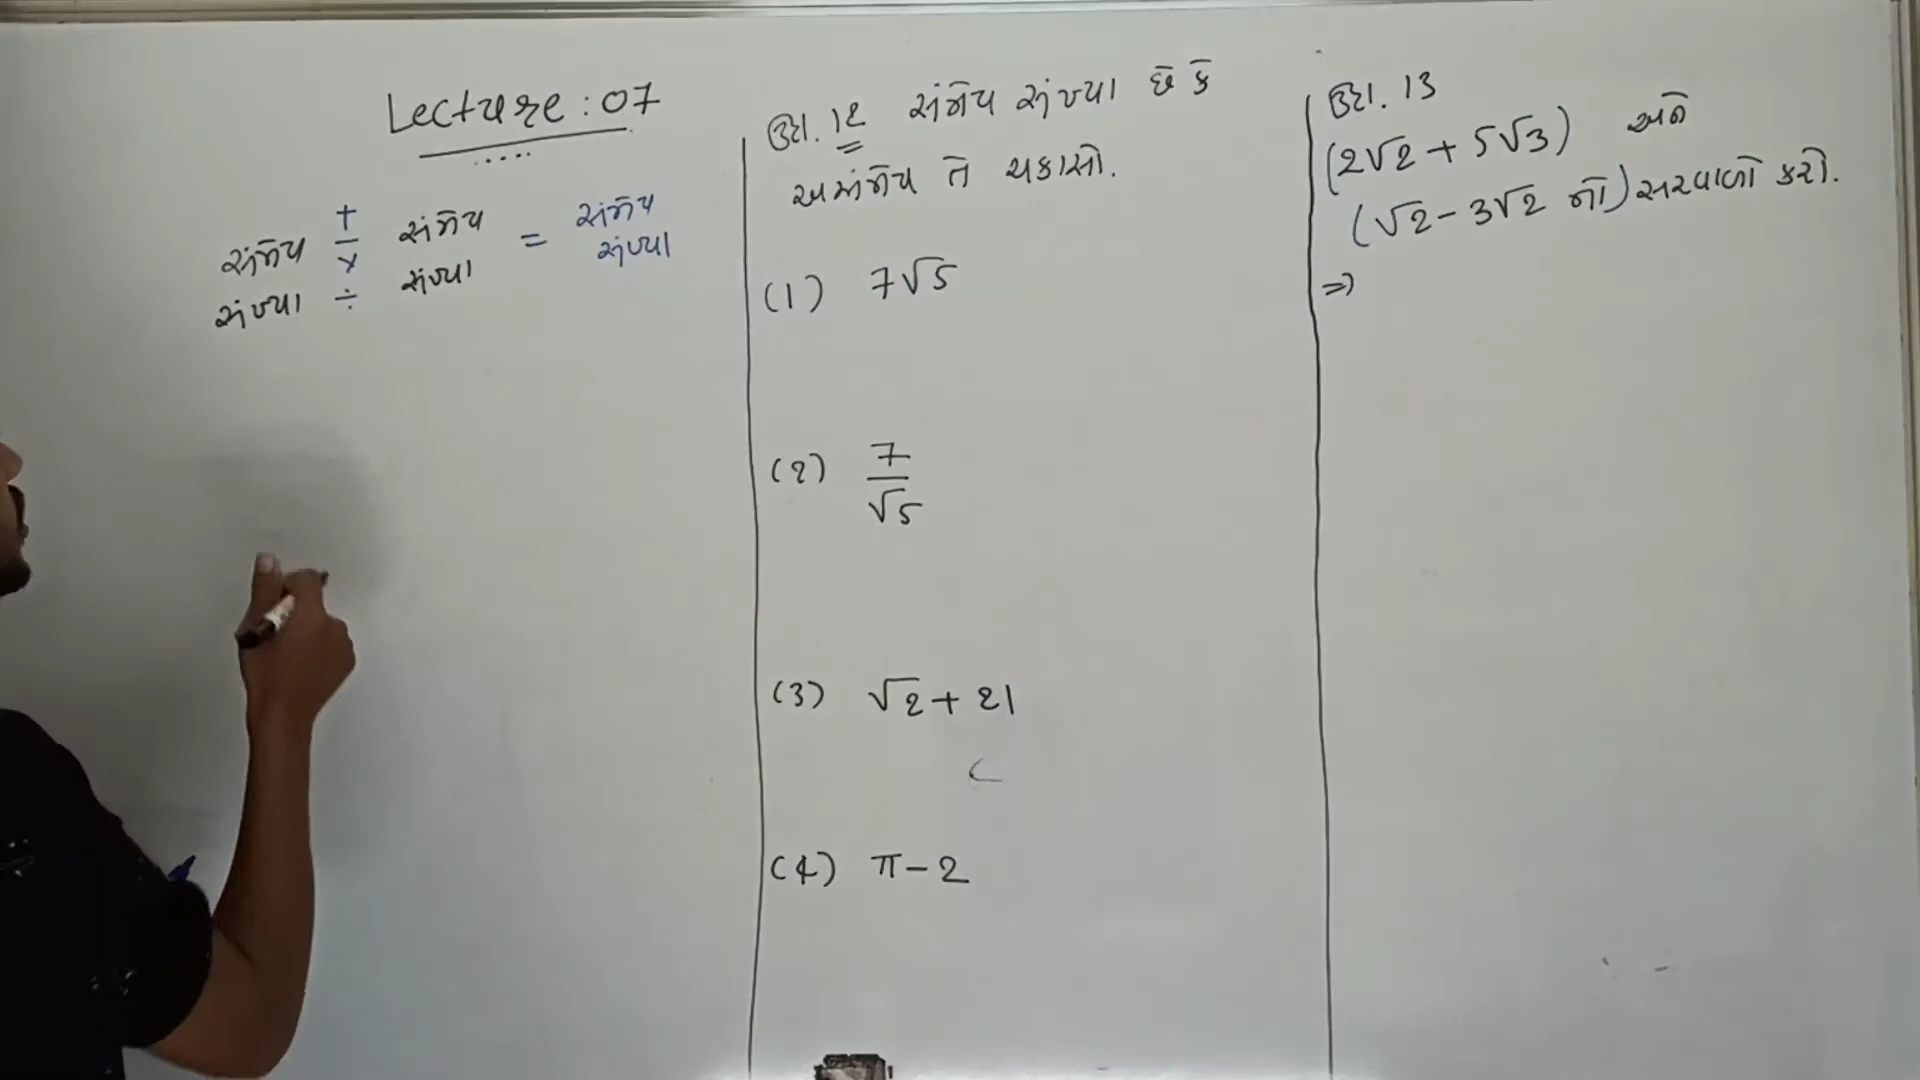 Lecture : 07
સંમેય + સંમેય = સંમેય
− ×
સંખ્યા ÷ સંખ્યા સંખ્યા
ઉદા. 12 સંમેય સંખ્યા છે કે
અસંમેય તે ચકાસો.
(1) 7√5
(૨) 7/√5
(3) √2 + 21
(4) π − 2
ઉદા. 13
(2√2 + 5√3) અને
(√2 − 3√2 નો) સરવાળો કરો.
⇒